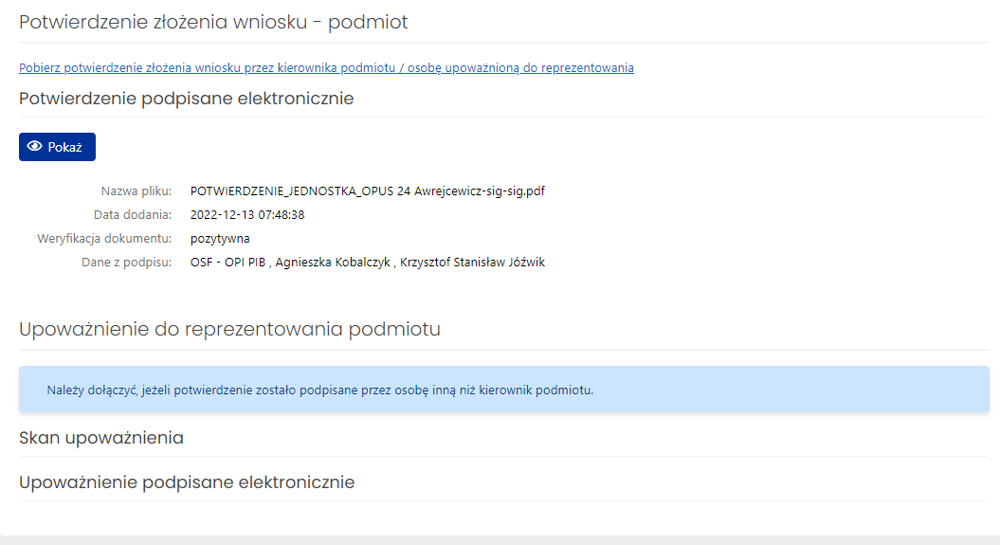 Potwierdzenie złożenia wniosku - podmiot
Pobierz potwierdzenie złożenia wniosku przez kierownika podmiotu / osobę upoważnioną do reprezentowania
Potwierdzenie podpisane elektronicznie
Pokaż
Nazwa pliku: POTWIERDZENIE_JEDNOSTKA_OPUS 24 Awrejcewicz-sig-sig.pdf
Data dodania: 2022-12-13 07:48:38
Weryfikacja dokumentu: pozytywna
Dane z podpisu: OSF - OPI PIB , Agnieszka Kobalczyk , Krzysztof Stanisław Jóźwik
Upoważnienie do reprezentowania podmiotu
Należy dołączyć, jeżeli potwierdzenie zostało podpisane przez osobę inną niż kierownik podmiotu.
Skan upoważnienia
Upoważnienie podpisane elektronicznie